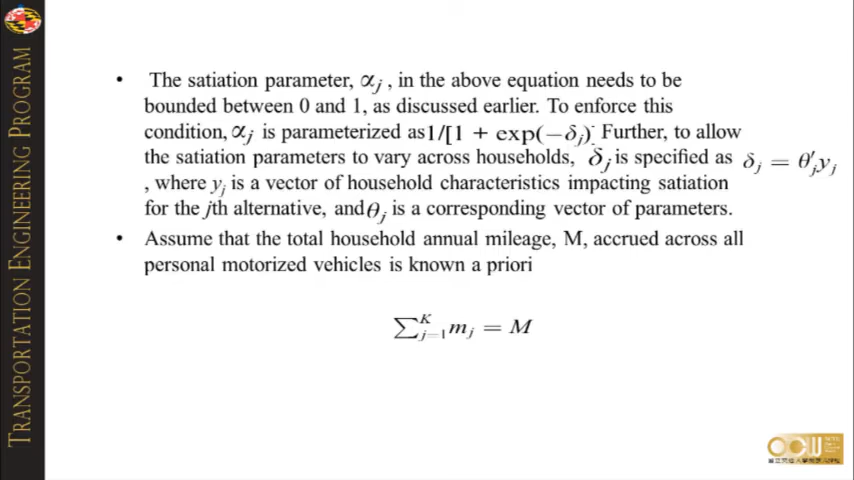 TRANSPORTATION ENGINEERING PROGRAM
• The satiation parameter, αj , in the above equation needs to be
bounded between 0 and 1, as discussed earlier. To enforce this
condition, αj is parameterized as 1/[1 + exp(−δj)] Further, to allow
the satiation parameters to vary across households, δj is specified as δj = θ′jyj
, where yj is a vector of household characteristics impacting satiation
for the jth alternative, and θj is a corresponding vector of parameters.
• Assume that the total household annual mileage, M, accrued across all
personal motorized vehicles is known a priori
∑Kj=1 mj = M
OCW